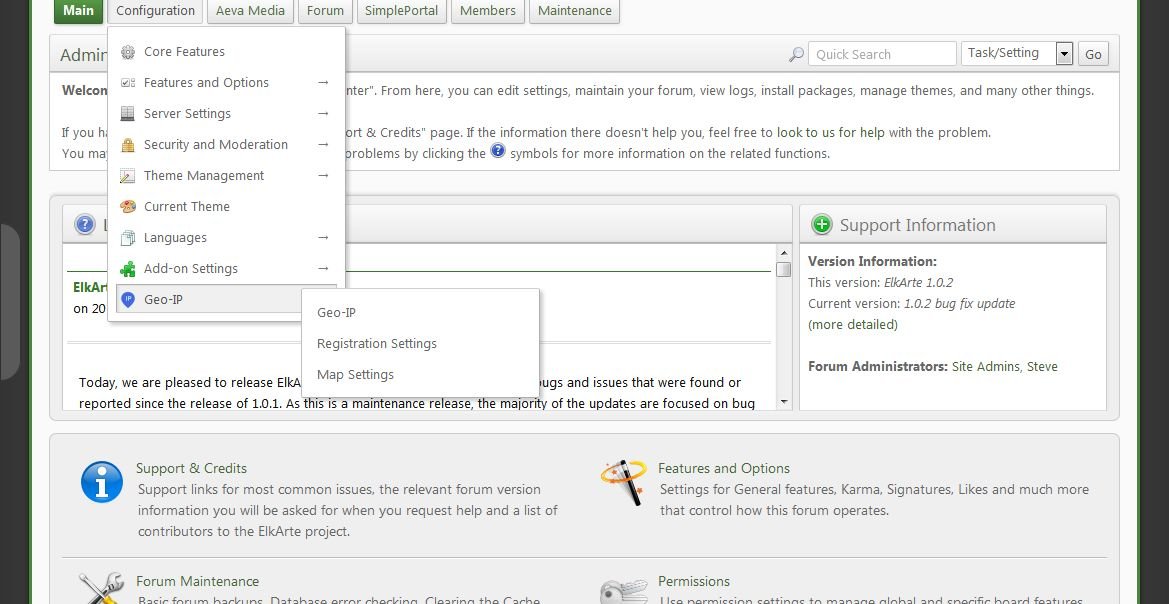 Main Configuration Aeva Media Forum SimplePortal Members Maintenance
Core Features
Features and Options →
Server Settings →
Security and Moderation →
Theme Management →
Current Theme
Languages →
Add-on Settings →
IP Geo-IP
Geo-IP
Registration Settings
Map Settings
Admin
Quick Search Task/Setting Go
Welcom nter". From here, you can edit settings, maintain your forum, view logs, install packages, manage themes, and many other things.
If you ha ort & Credits" page. If the information there doesn't help you, feel free to look to us for help with the problem.
You may problems by clicking the ? symbols for more information on the related functions.
?
ElkArt
on 20
Today, we are pleased to release ElkA bugs and issues that were found or
reported since the release of 1.0.1. As this is a maintenance release, the majority of the updates are focused on bug
Support Information
Version Information:
This version: ElkArte 1.0.2
Current version: 1.0.2 bug fix update
(more detailed)
Forum Administrators: Site Admins, Steve
Support & Credits
Support links for most common issues, the relevant forum version
information you will be asked for when you request help and a list of
contributors to the ElkArte project.
Features and Options
Settings for General features, Karma, Signatures, Likes and much more
that control how this forum operates.
Forum Maintenance
Basic forum backups, Database error checking, Clearing the Cache,
Permissions
Use permission settings to manage global and specific board features